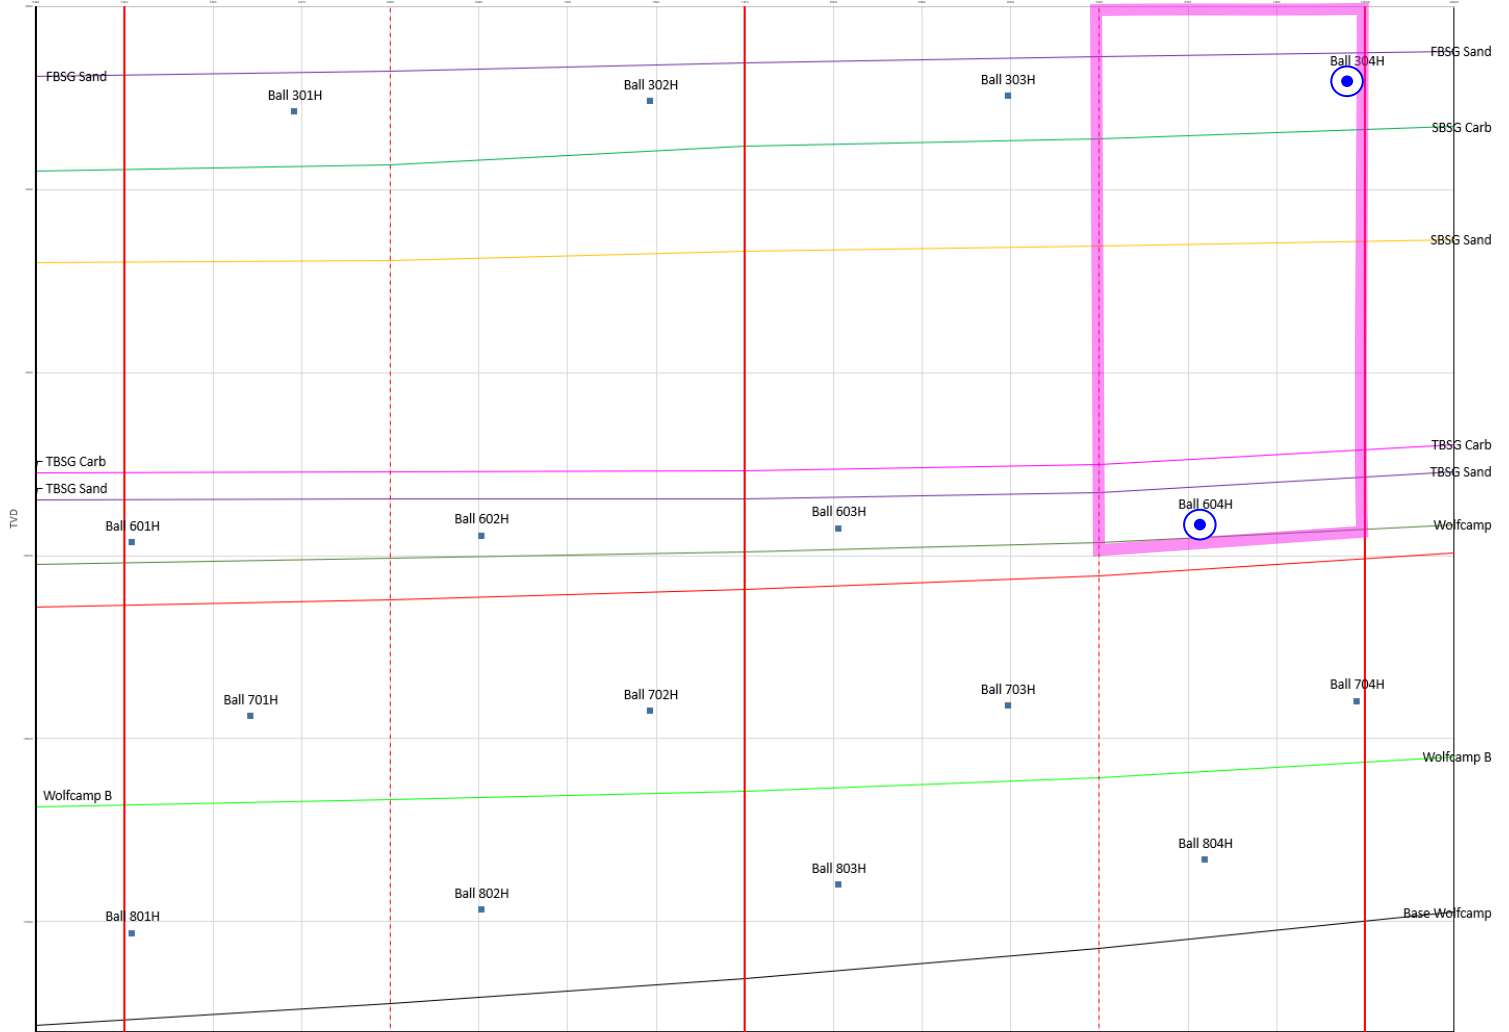 FBSG Sand
FBSG Sand
Ball 304H
Ball 303H
Ball 302H
Ball 301H
SBSG Carb
SBSG Sand
TBSG Carb
TBSG Carb
TBSG Sand
TBSG Sand
Ball 604H
Ball 603H
TVD
Ball 602H
Ball 601H
Wolfcamp
Ball 704H
Ball 703H
Ball 702H
Ball 701H
Wolfcamp B
Wolfcamp B
Ball 804H
Ball 803H
Ball 802H
Ball 801H
Base Wolfcamp